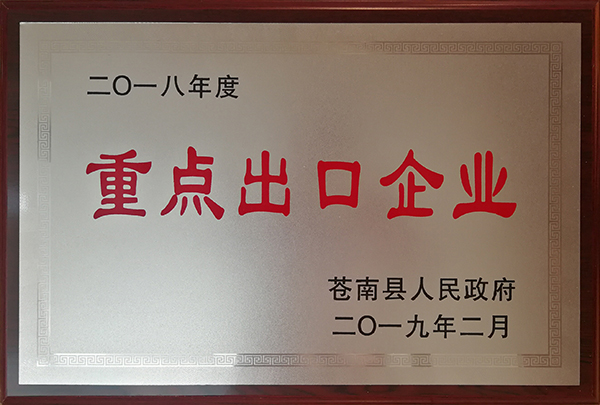 二〇一八年度
重点出口企业
苍南县人民政府
二〇一九年二月